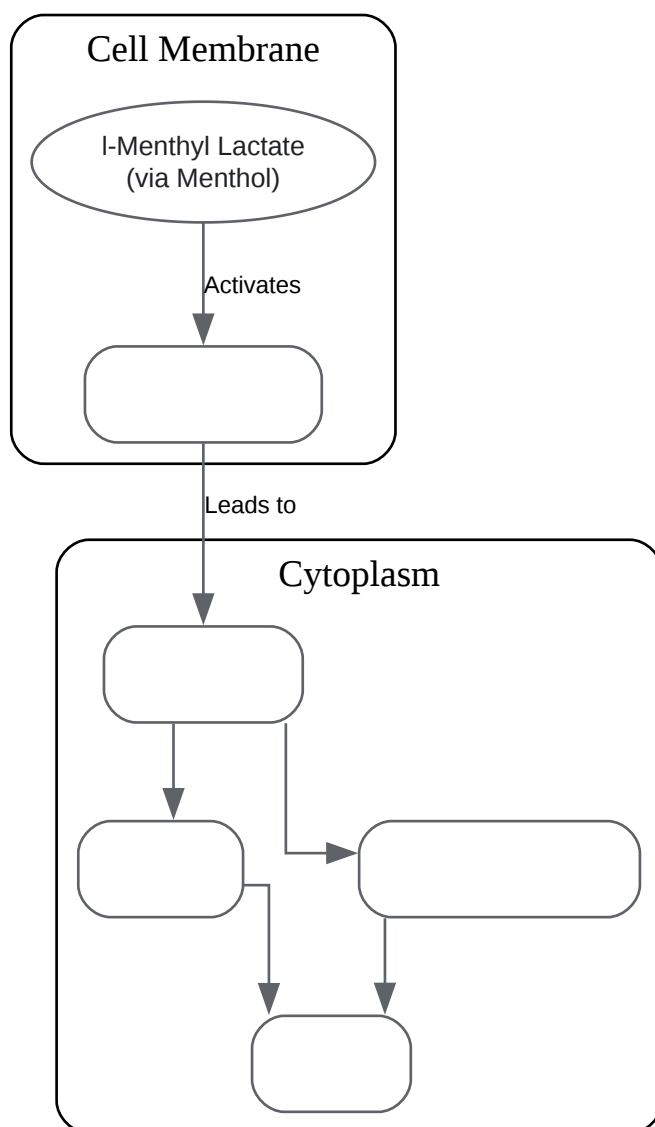 Cell Membrane
l-Menthyl Lactate
(via Menthol)
Activates
Leads to
Cytoplasm